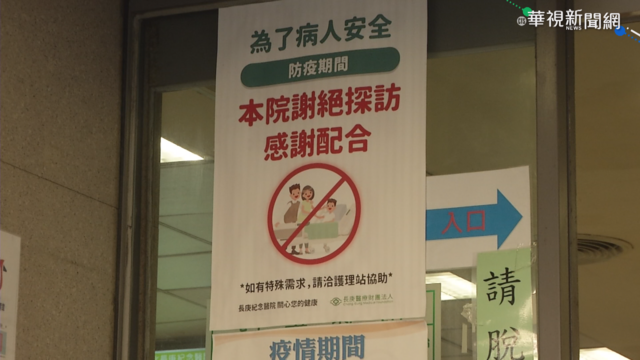 華視新聞網
NEWS
為了病人安全
防疫期間
本院謝絕探訪
感謝配合
*如有特殊需求，請洽護理站協助*
長庚紀念醫院 關心您的健康
長庚醫療財團法人
疫情期間
入口
請
脫